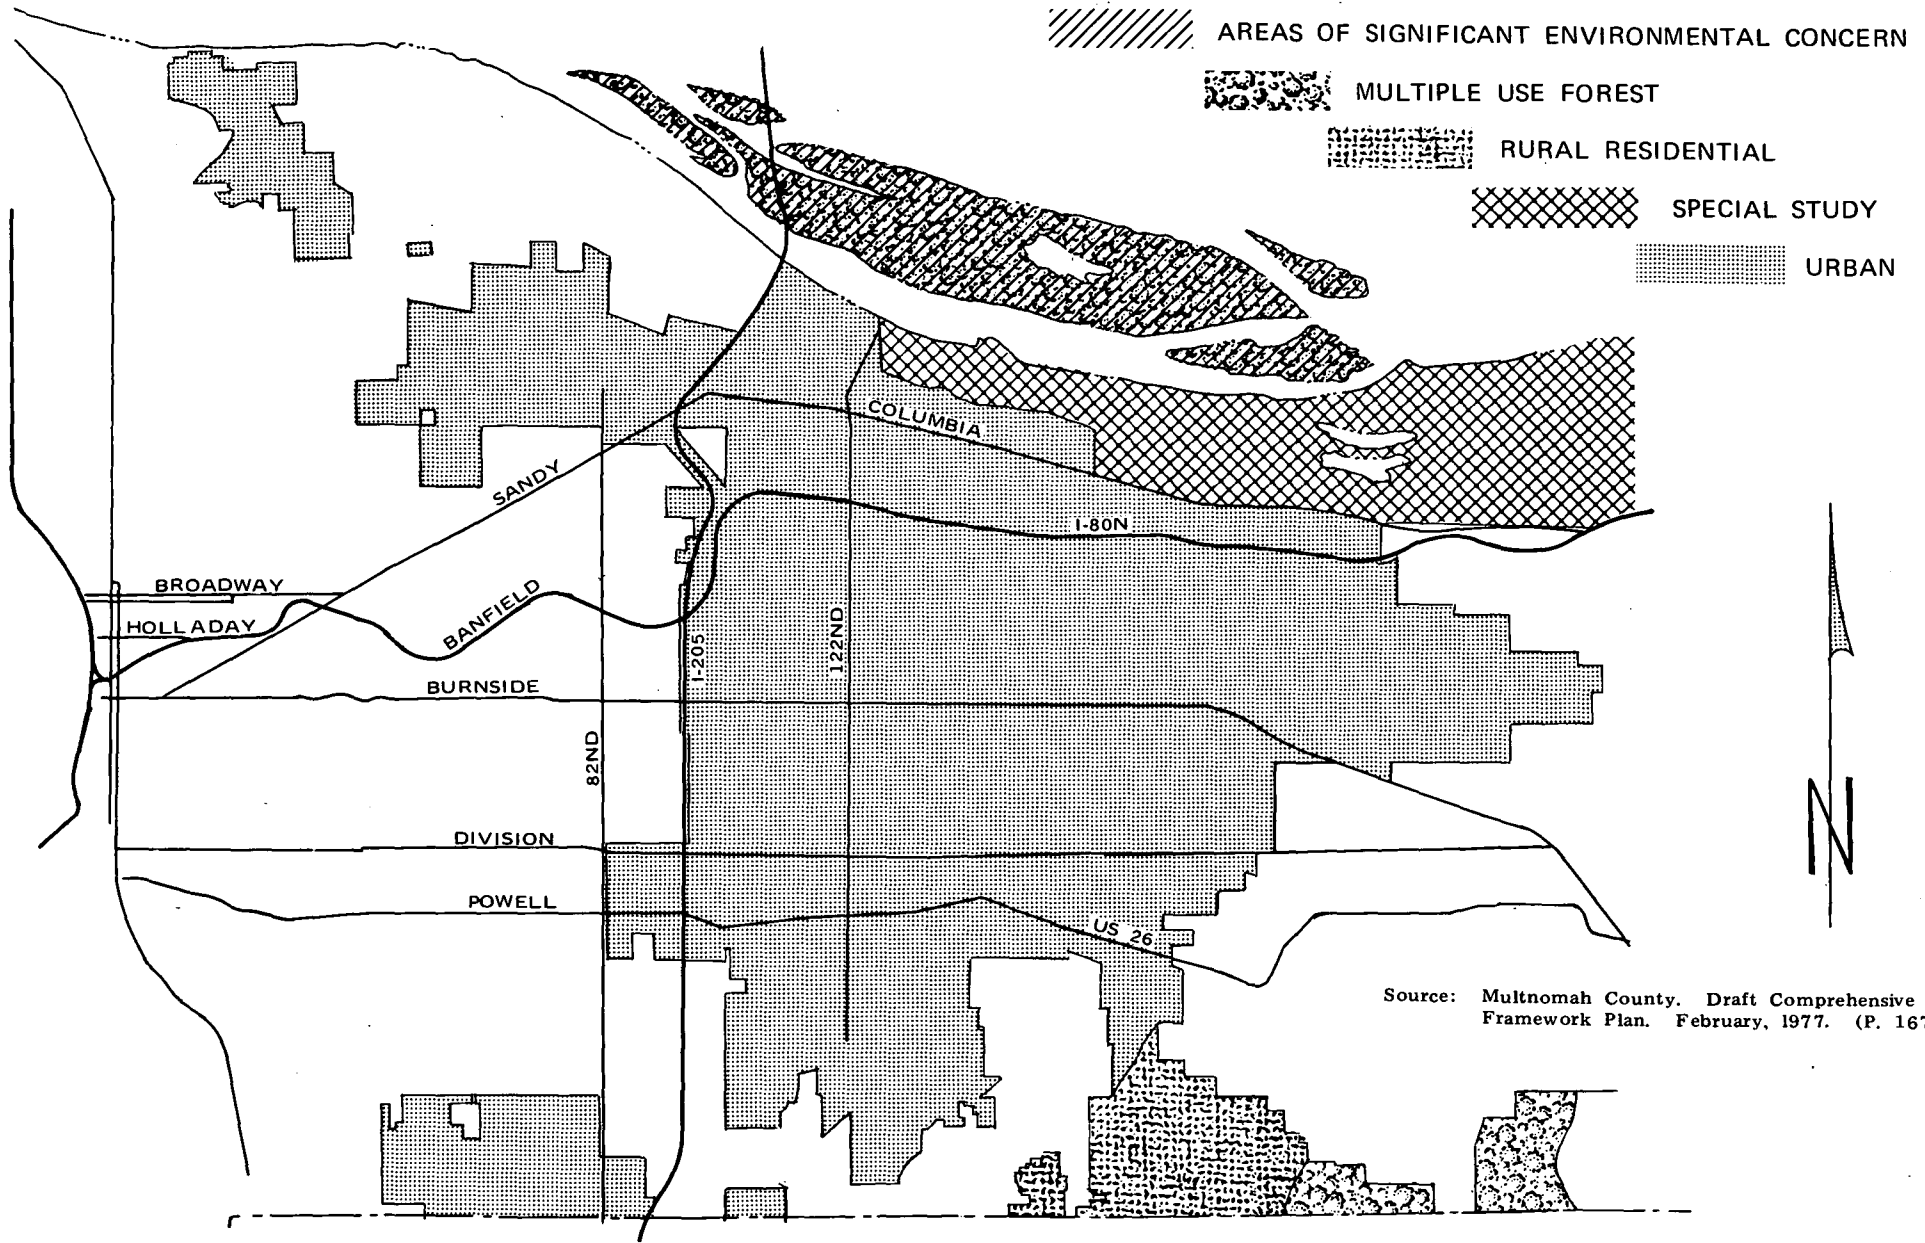 AREAS OF SIGNIFICANT ENVIRONMENTAL CONCERN
MULTIPLE USE FOREST
RURAL RESIDENTIAL
SPECIAL STUDY
URBAN
COLUMBIA
SANDY
I-80N
BROADWAY
HOLLADAY
BANFIELD
I-205
122ND
BURNSIDE
82ND
DIVISION
POWELL
US 26
N
Source: Multnomah County. Draft Comprehensive
Framework Plan. February, 1977. (P. 167